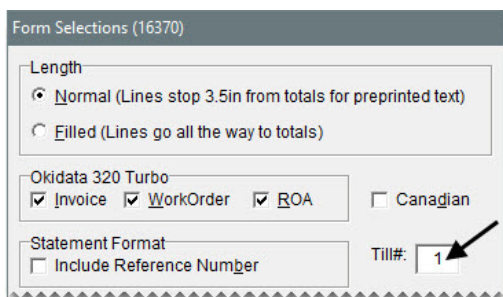 Form Selections (16370)
Length
Normal (Lines stop 3.5in from totals for preprinted text)
Filled (Lines go all the way to totals)
Okidata 320 Turbo
Invoice WorkOrder ROA Canadian
Statement Format
Include Reference Number
Till#: 1